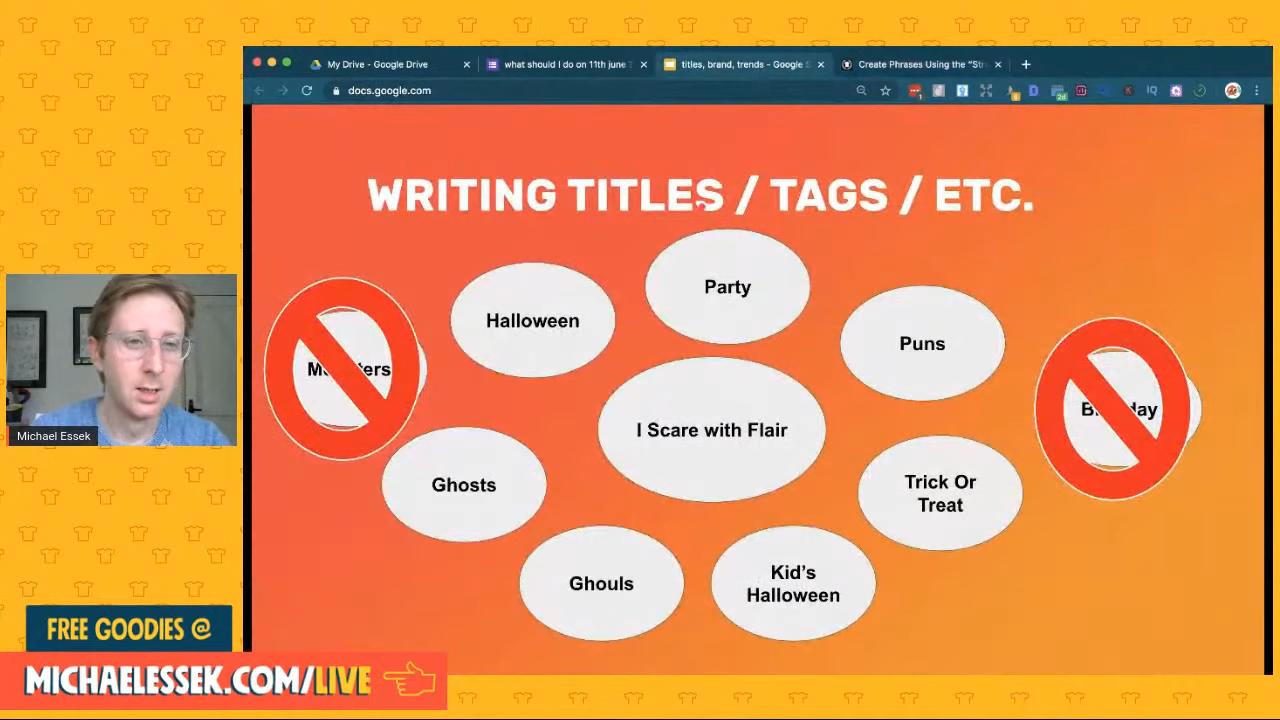 My Drive - Google Drive
what should I do on 11th june
titles, brand, trends - Google
Create Phrases Using the
docs.google.com
IQ
WRITING TITLES / TAGS / ETC.
Party
Halloween
Puns
I Scare with Flair
Ghosts
Trick Or
Treat
Ghouls
Kid’s
Halloween
Michael Essek
FREE GOODIES @
MICHAELESSEK.COM/LIVE